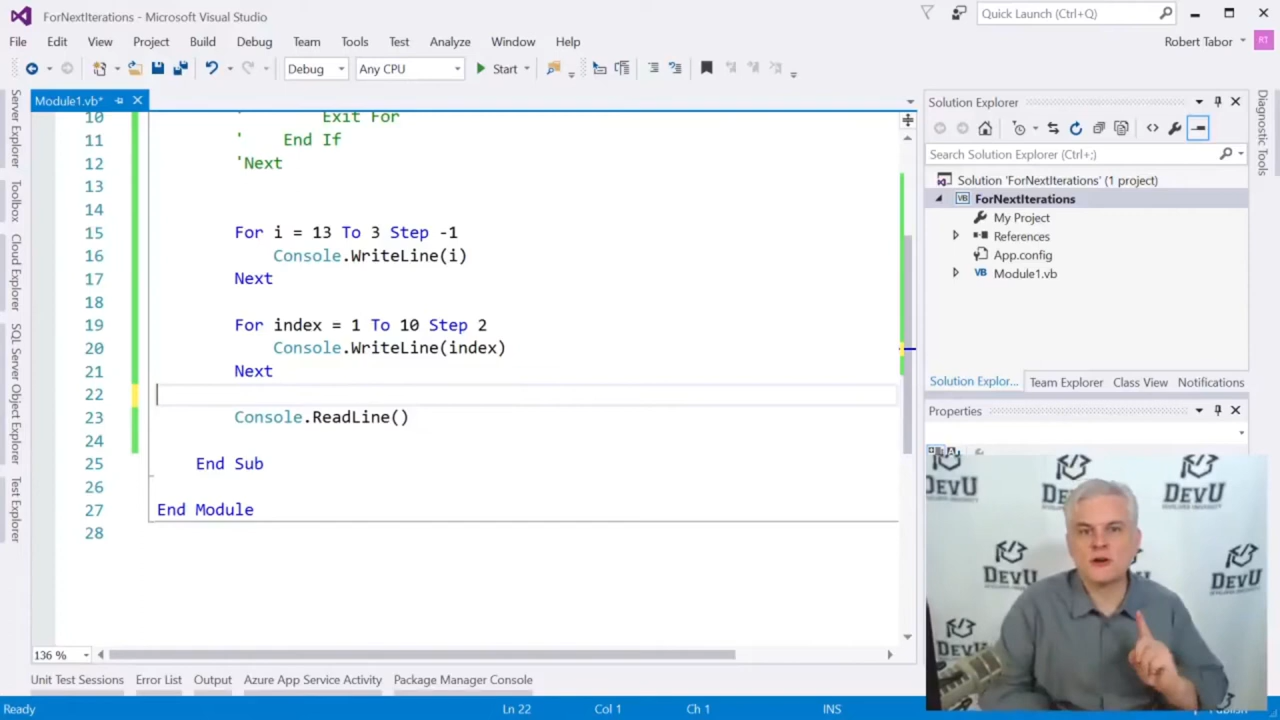 ForNextIterations - Microsoft Visual Studio
Quick Launch (Ctrl+Q)
File Edit View Project Build Debug Team Tools Test Analyze Window Help
Robert Tabor RT
Debug Any CPU Start
Module1.vb*
Server Explorer
Toolbox
Cloud Explorer
SQL Server Object Explorer
Test Explorer
10 ' Exit For
11 ' End If
12 'Next
13
14
15 For i = 13 To 3 Step -1
16 Console.WriteLine(i)
17 Next
18
19 For index = 1 To 10 Step 2
20 Console.WriteLine(index)
21 Next
22
23 Console.ReadLine()
24
25 End Sub
26
27 End Module
28
136 %
Solution Explorer
Search Solution Explorer (Ctrl+;)
Solution 'ForNextIterations' (1 project)
VB ForNextIterations
My Project
References
App.config
VB Module1.vb
Solution Explor... Team Explorer Class View Notifications
Properties
Diagnostic Tools
DevU
DevU
DevU
DevU
Unit Test Sessions Error List Output Azure App Service Activity Package Manager Console
Ready Ln 22 Col 1 Ch 1 INS Publish